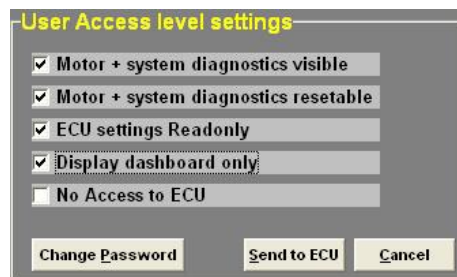 User Access level settings
Motor + system diagnostics visible
Motor + system diagnostics resetable
ECU settings Readonly
Display dashboard only
No Access to ECU
Change Password Send to ECU Cancel